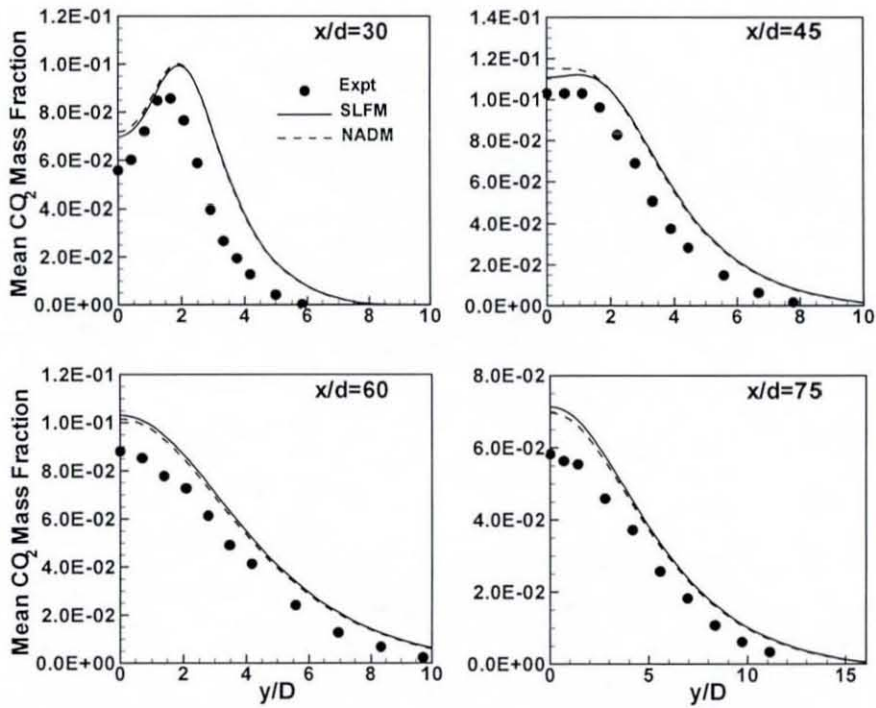 Mean CO2 Mass Fraction
1.2E-01
1.0E-01
8.0E-02
6.0E-02
4.0E-02
2.0E-02
0.0E+00
0 2 4 6 8 10
x/d=30
Expt
SLFM
NADM
1.4E-01
1.2E-01
1.0E-01
8.0E-02
6.0E-02
4.0E-02
2.0E-02
0.0E+00
0 2 4 6 8 10
x/d=45
Mean CO2 Mass Fraction
1.2E-01
1.0E-01
8.0E-02
6.0E-02
4.0E-02
2.0E-02
0.0E+00
0 2 4 6 8 10
y/D
x/d=60
8.0E-02
6.0E-02
4.0E-02
2.0E-02
0.0E+00
0 5 10 15
y/D
x/d=75